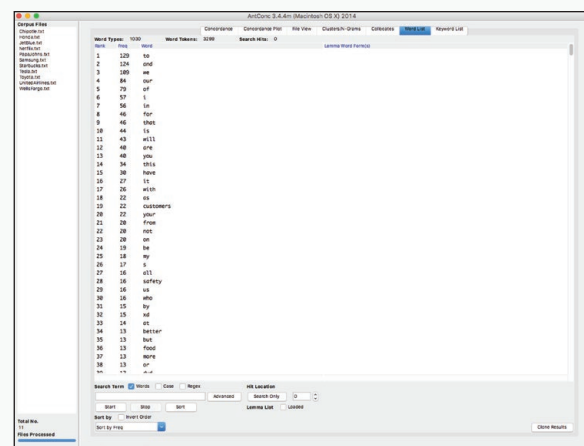 AntConc 3.4.4m (Macintosh OS X) 2014
Corpus Files
Chipotle.txt
Honda.txt
JetBlue.txt
Netflix.txt
PapaJohns.txt
Samsung.txt
Starbucks.txt
Tesla.txt
Toyota.txt
UnitedAirlines.txt
WellsFargo.txt
Concordance Concordance Plot File View Clusters/N-Grams Collocates Word List Keyword List
Word Types: 1030 Word Tokens: 3298 Search Hits: 0
Rank Freq Word Lemma Word Form(s)
1 129 to
2 124 and
3 109 we
4 84 our
5 79 of
6 57 i
7 56 in
8 46 for
9 46 that
10 44 is
11 43 will
12 40 are
13 40 you
14 34 this
15 30 have
16 27 it
17 26 with
18 22 as
19 22 customers
20 22 your
21 20 from
22 20 not
23 20 on
24 19 be
25 18 my
26 17 s
27 16 all
28 16 safety
29 16 us
30 16 who
31 15 by
32 15 xd
33 14 at
34 13 better
35 13 but
36 13 food
37 13 more
38 13 or
Search Term Words Case Regex Hit Location
Advanced Search Only 0
Start Stop Sort Lemma List Loaded
Sort by Invert Order
Sort by Freq
Total No.
11
Files Processed
Clone Results